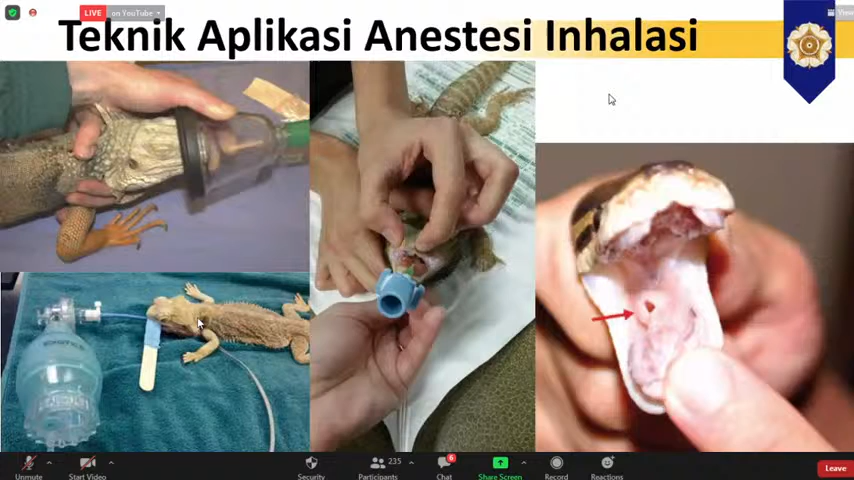 LIVE on YouTube
View
Teknik Aplikasi Anestesi Inhalasi
Unmute
Start Video
Security
Participants
235
Chat
6
Share Screen
Record
Reactions
Leave